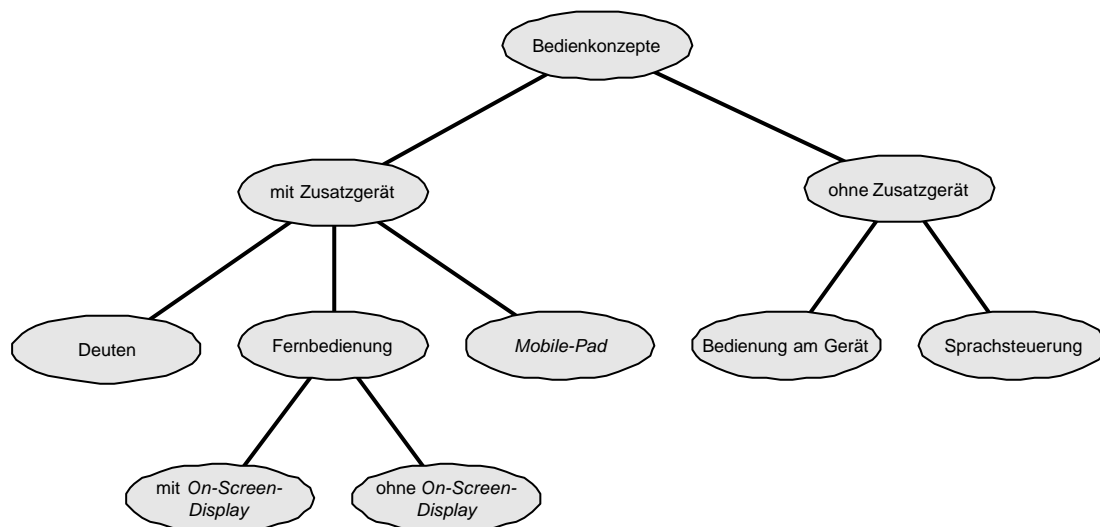 Bedienkonzepte
mit Zusatzgerät
ohne Zusatzgerät
Deuten
Fernbedienung
Mobile-Pad
Bedienung am Gerät
Sprachsteuerung
mit On-Screen-
Display
ohne On-Screen-
Display